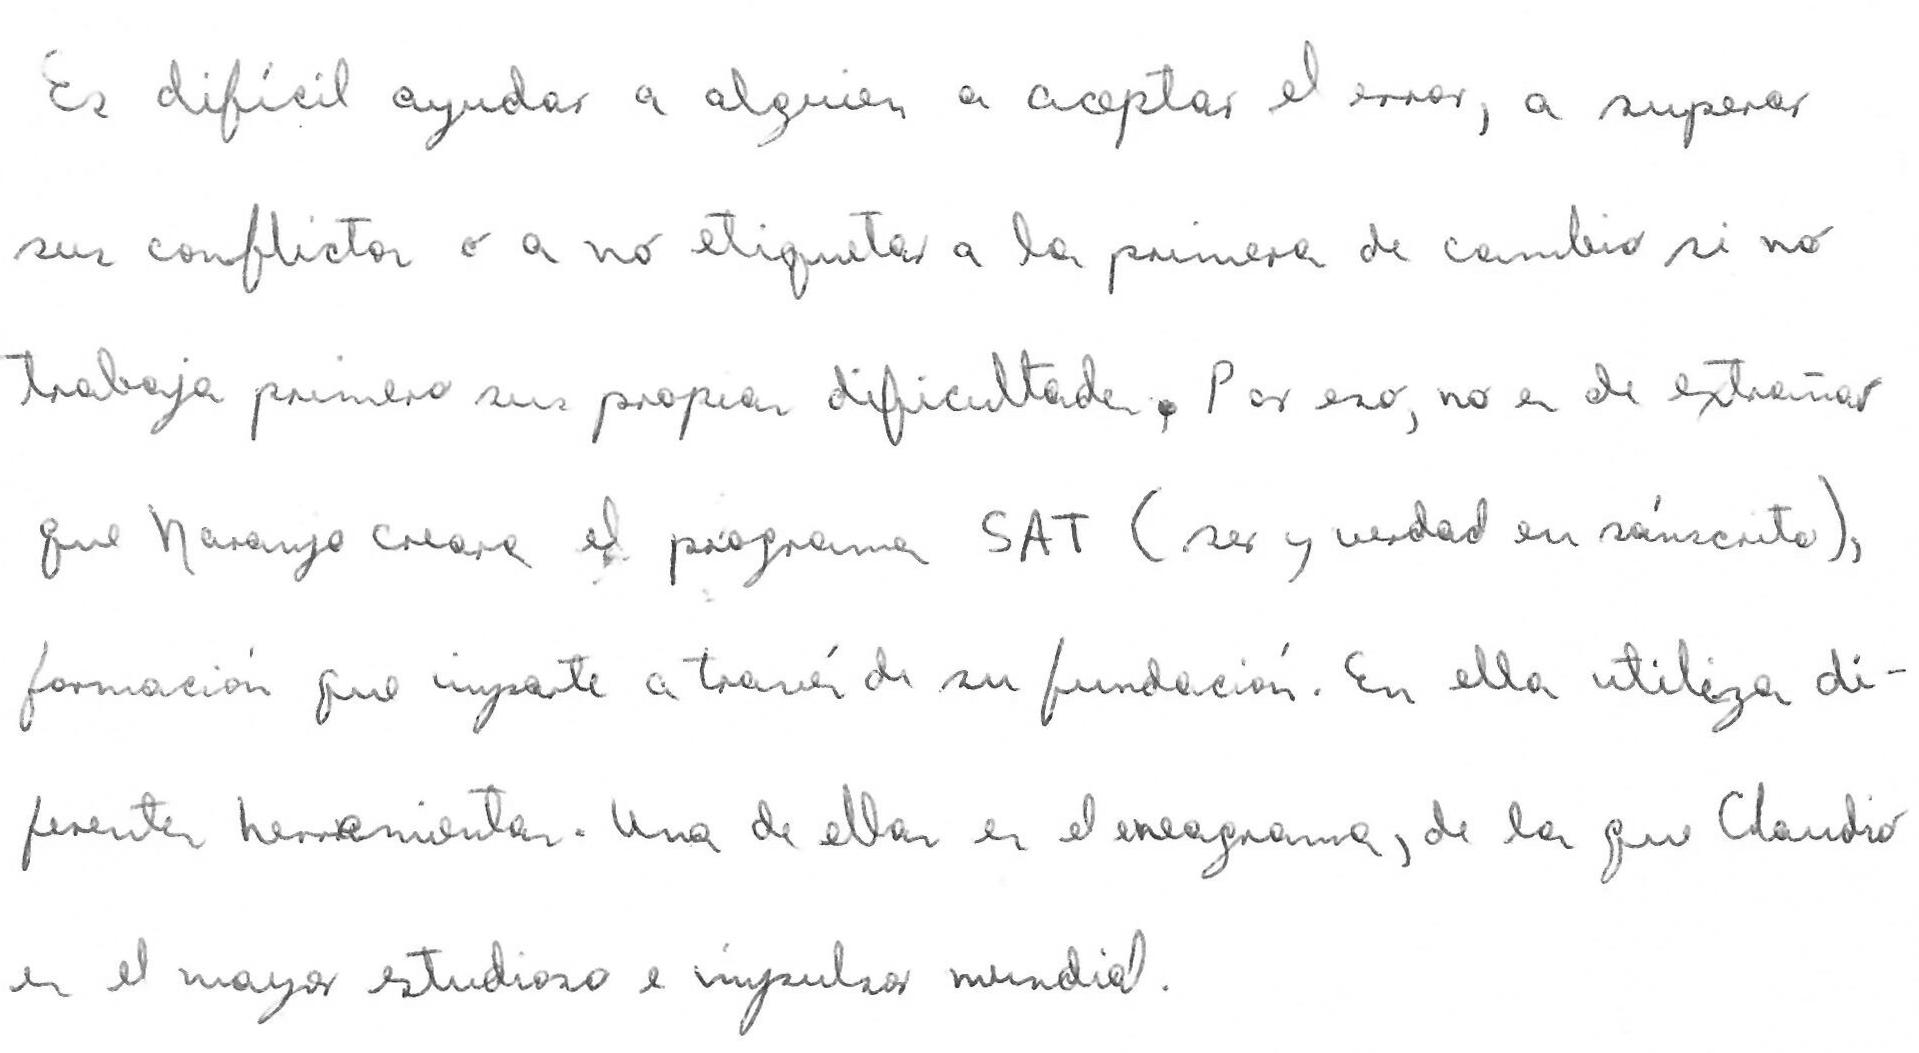 Es difícil ayudar a alguien a aceptar el error, a superar
sus conflictos o a no etiquetar a la primera de cambio si no
trabaja primero sus propias dificultades. Por eso, no es de extrañar
que Naranjo creara el programa SAT (ser y verdad en sánscrito),
formación que imparte a través de su fundación. En ella utiliza di-
ferentes herramientas. Una de ellas es el eneagrama, de la que Claudio
es el mayor estudioso e impulsor mundial.